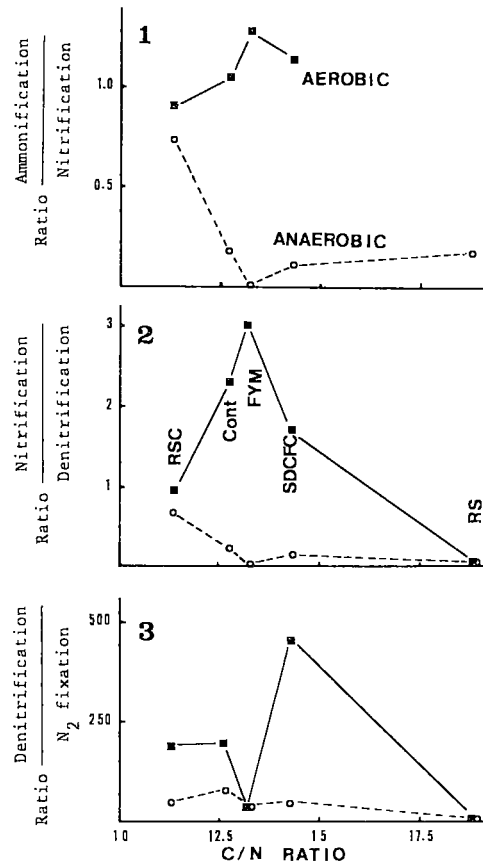 1
Ratio Ammonification
Nitrification
1.0
0.5
AEROBIC
ANAEROBIC
2
Ratio Nitrification
Denitrification
3
2
1
RSC
Cont
FYM
SDCFC
RS
3
Ratio Denitrification
N2 fixation
500
250
10
12.5
15
17.5
C/N RATIO